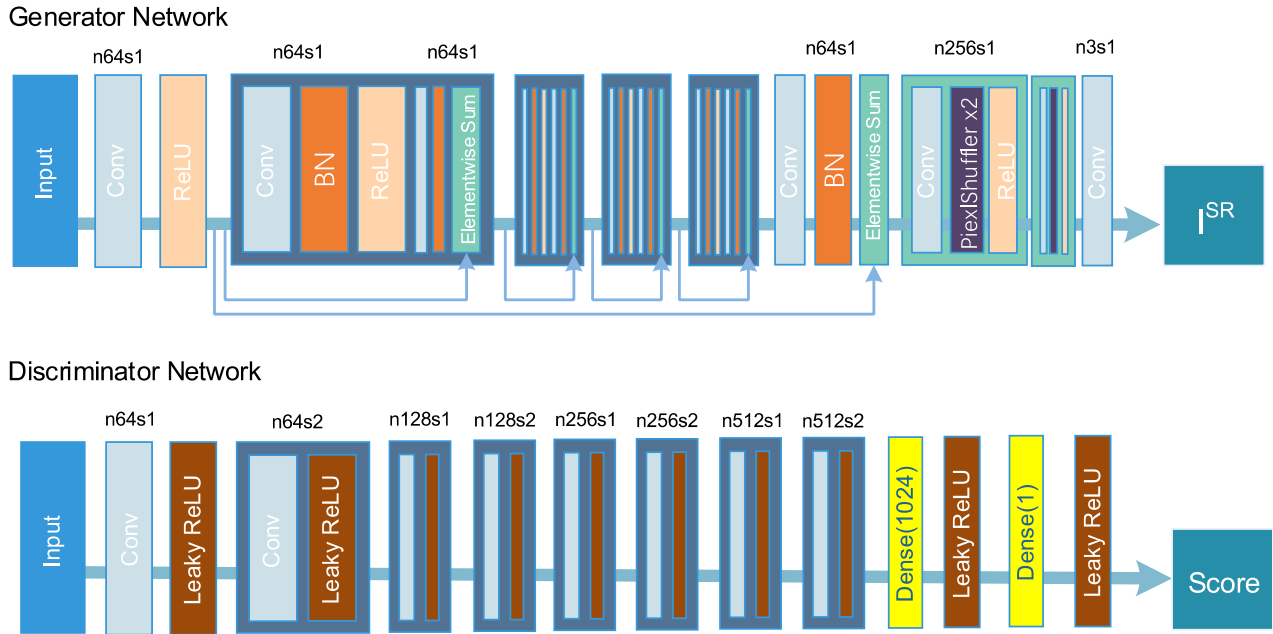 Generator Network
n64s1
n64s1
n64s1
n64s1
n256s1
n3s1
Input
Conv
ReLU
Conv
BN
ReLU
Elementwise Sum
Conv
BN
Elementwise Sum
Conv
PiexlShuffler x2
ReLU
Conv
I^SR
Discriminator Network
n64s1
n64s2
n128s1
n128s2
n256s1
n256s2
n512s1
n512s2
Input
Conv
Leaky ReLU
Conv
Leaky ReLU
Dense(1024)
Leaky ReLU
Dense(1)
Leaky ReLU
Score